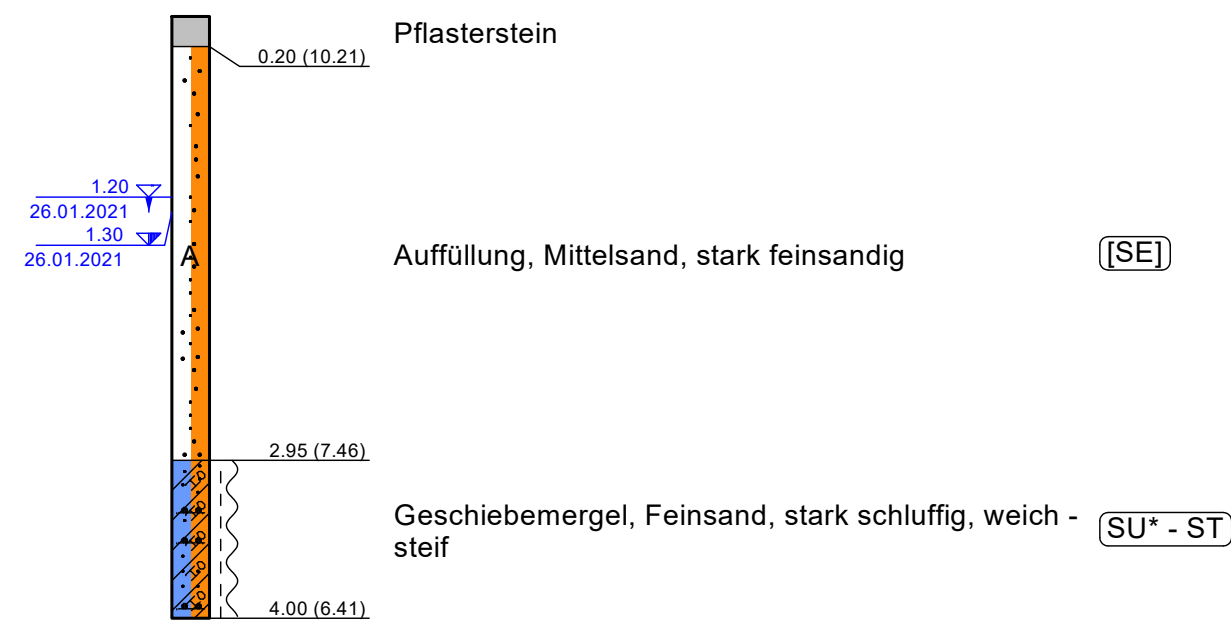 Pflasterstein
0.20 (10.21)
1.20
26.01.2021
1.30
26.01.2021
A
Auffüllung, Mittelsand, stark feinsandig
[SE]
2.95 (7.46)
Geschiebemergel, Feinsand, stark schluffig, weich -
steif
SU* - ST
4.00 (6.41)